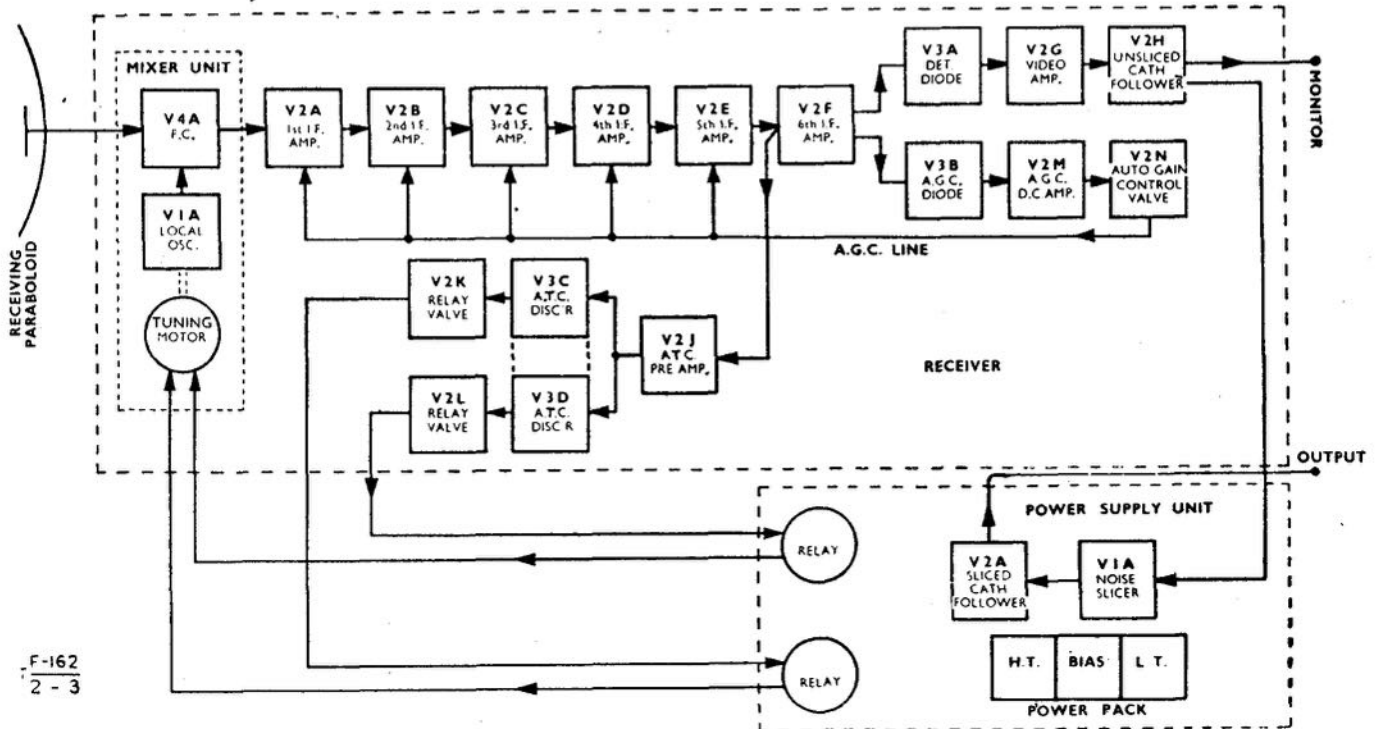 MIXER UNIT
V4A
F.C.
V1A
LOCAL
OSC.
TUNING
MOTOR
RECEIVING
PARABOLOID
V2A
1st I.F.
AMP.
V2B
2nd I.F.
AMP.
V2C
3rd I.F.
AMP.
V2D
4th I.F.
AMP.
V2E
5th I.F.
AMP.
V2F
6th I.F.
AMP.
V3A
DET.
DIODE
V2G
VIDEO
AMP.
V2H
UNSLICED
CATH
FOLLOWER
MONITOR
V3B
A.G.C.
DIODE
V2M
A.G.C.
D.C AMP.
V2N
AUTO GAIN
CONTROL
VALVE
A.G.C. LINE
V2K
RELAY
VALVE
V3C
A.T.C.
DISC'R
V2J
A.T.C.
PRE AMP.
V2L
RELAY
VALVE
V3D
A.T.C.
DISC'R
RECEIVER
OUTPUT
POWER SUPPLY UNIT
RELAY
V2A
SLICED
CATH
FOLLOWER
V1A
NOISE
SLICER
RELAY
H.T.
BIAS
L T.
POWER PACK
F-162
2 - 3